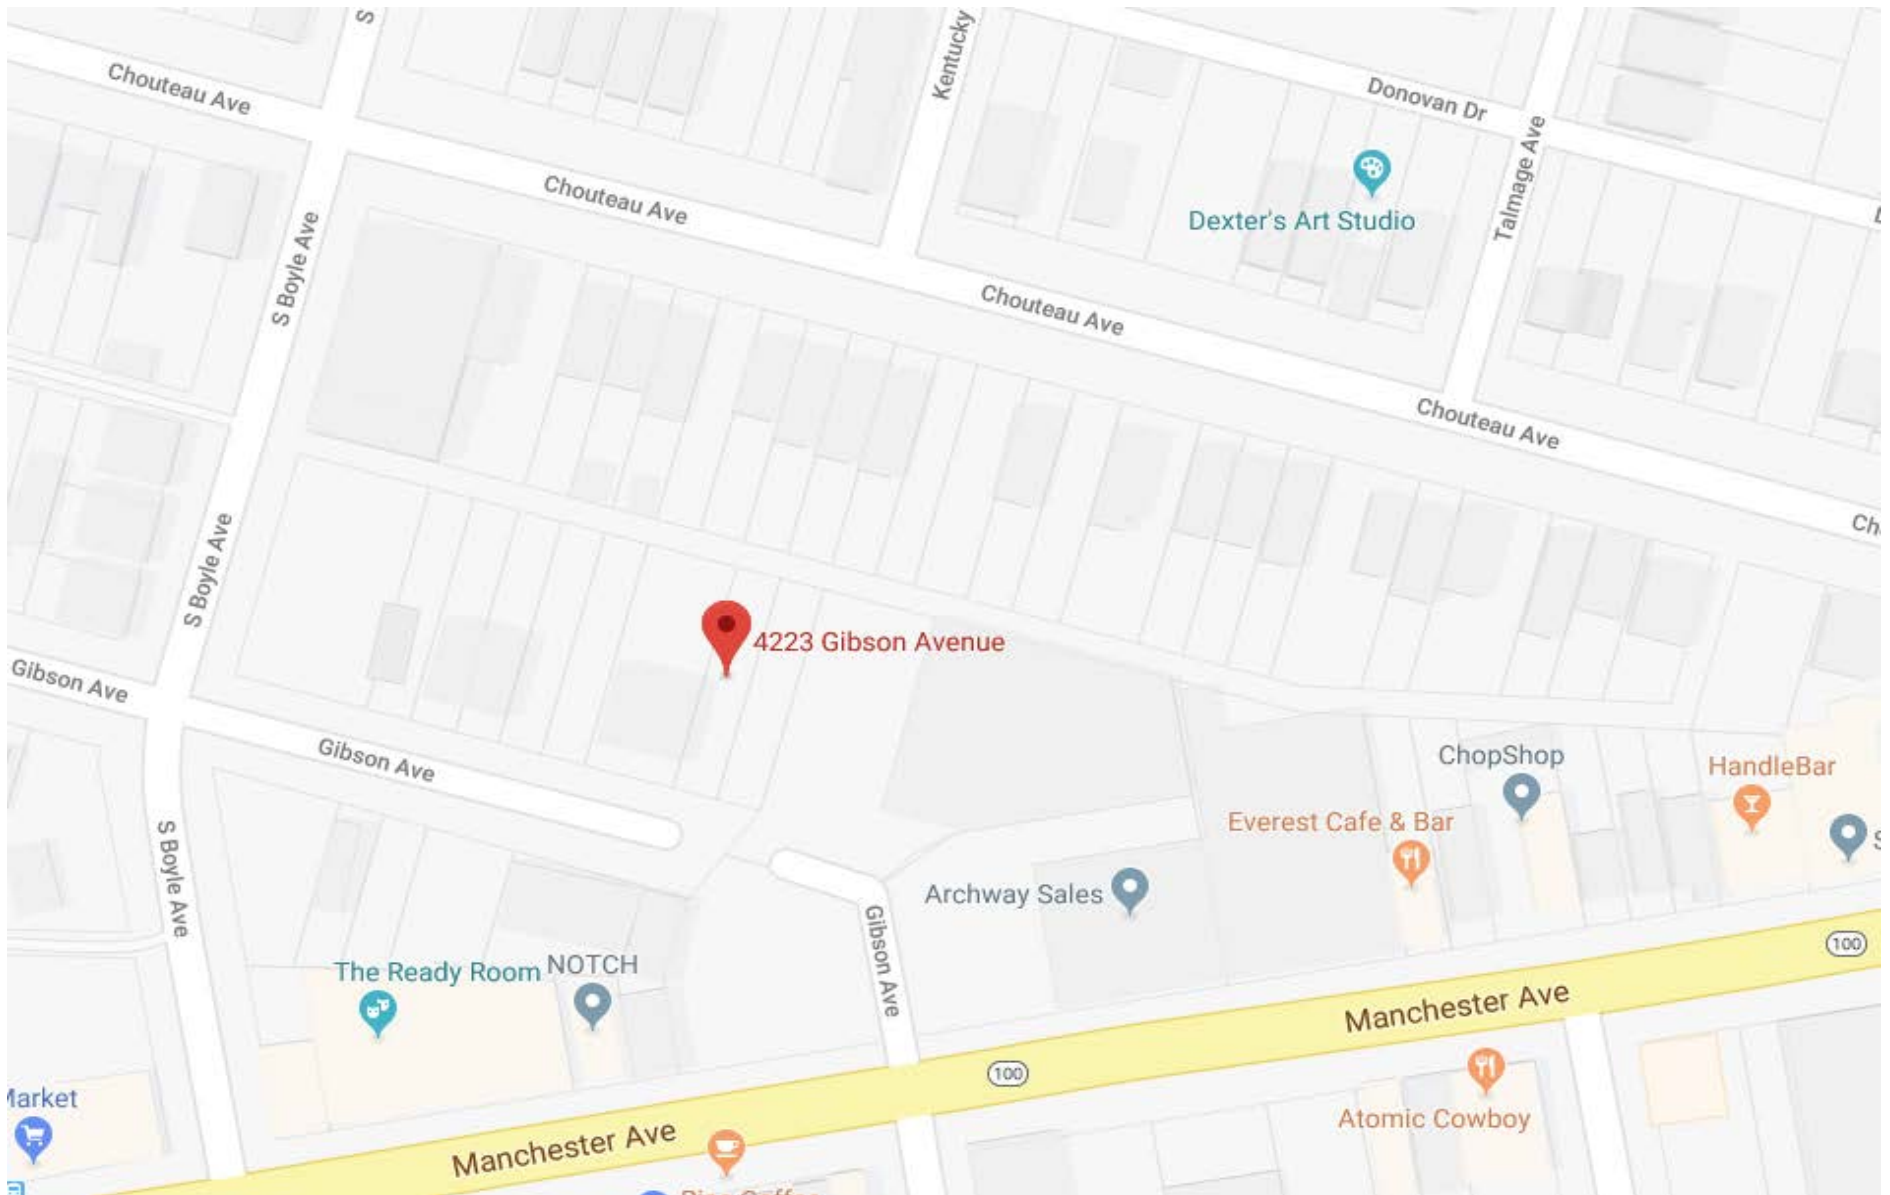 S
Kentucky
Chouteau Ave
Donovan Dr
Talmage Ave
Chouteau Ave
Dexter's Art Studio
S Boyle Ave
Chouteau Ave
Chouteau Ave
S Boyle Ave
4223 Gibson Avenue
Gibson Ave
Gibson Ave
ChopShop
HandleBar
Everest Cafe & Bar
S Boyle Ave
Archway Sales
Gibson Ave
100
The Ready Room
NOTCH
Manchester Ave
100
Atomic Cowboy
Manchester Ave